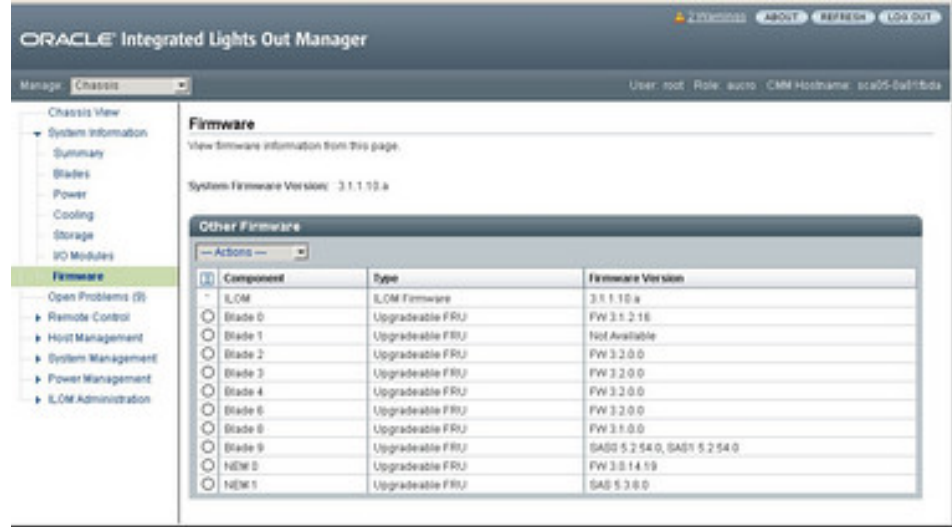 2 Warnings ABOUT REFRESH LOG OUT
ORACLE Integrated Lights Out Manager
Manage: Chassis User: root Role: aucro CMM Hostname:
Chassis View
System Information
Summary
Blades
Power
Cooling
Storage
I/O Modules
Firmware
Open Problems (9)
Remote Control
Host Management
System Management
Power Management
ILOM Administration
Firmware
View firmware information from this page.
System Firmware Version: 3.1.1.10.a
Other Firmware
--- Actions ---
Component Type Firmware Version
ILOM ILOM Firmware 3.1.1.10.a
Blade 0 Upgradeable FRU FW 3.1.2.16
Blade 1 Upgradeable FRU Not Available
Blade 2 Upgradeable FRU FW 3.2.0.0
Blade 3 Upgradeable FRU FW 3.2.0.0
Blade 4 Upgradeable FRU FW 3.2.0.0
Blade 6 Upgradeable FRU FW 3.2.0.0
Blade 8 Upgradeable FRU FW 3.1.0.0
Blade 9 Upgradeable FRU SAS0 5.2.54.0, SAS1 5.2.54.0
NEM 0 Upgradeable FRU FW 3.0.14.19
NEM 1 Upgradeable FRU SAS 5.3.8.0